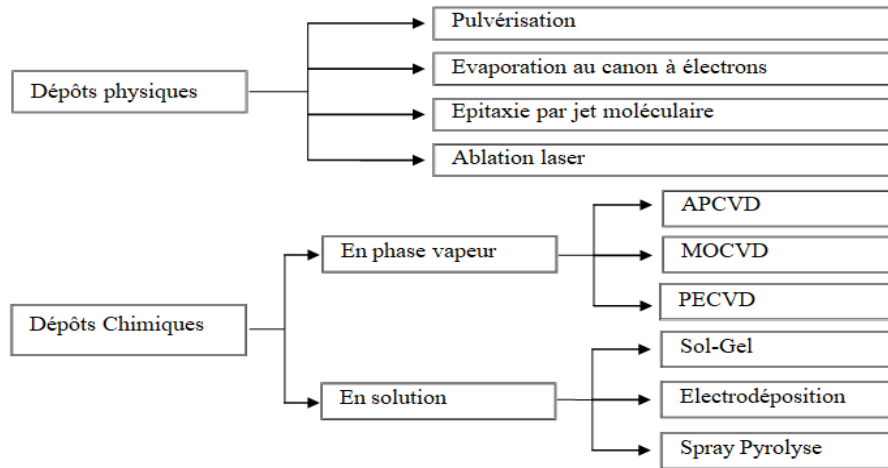 Pulvérisation
Evaporation au canon à électrons
Dépôts physiques
Epitaxie par jet moléculaire
Ablation laser
APCVD
En phase vapeur
MOCVD
PECVD
Dépôts Chimiques
Sol-Gel
En solution
Electrodéposition
Spray Pyrolyse